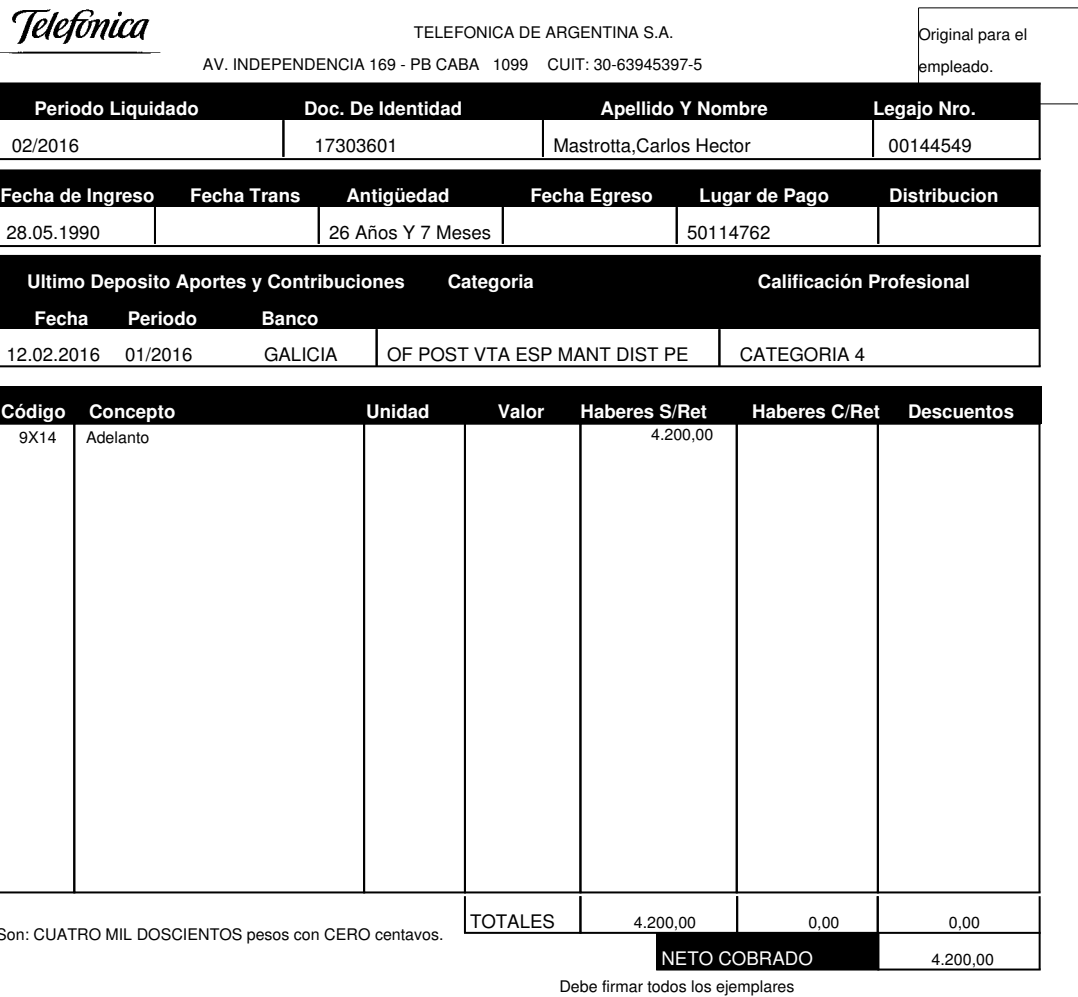 Telefonica
TELEFONICA DE ARGENTINA S.A.
AV. INDEPENDENCIA 169 - PB CABA 1099 CUIT: 30-63945397-5
Original para el
empleado.
Periodo Liquidado Doc. De Identidad Apellido Y Nombre Legajo Nro.
02/2016 17303601 Mastrotta,Carlos Hector 00144549
Fecha de Ingreso Fecha Trans Antigüedad Fecha Egreso Lugar de Pago Distribucion
28.05.1990 26 Años Y 7 Meses 50114762
Ultimo Deposito Aportes y Contribuciones Categoria Calificación Profesional
Fecha Periodo Banco
12.02.2016 01/2016 GALICIA OF POST VTA ESP MANT DIST PE CATEGORIA 4
Código Concepto Unidad Valor Haberes S/Ret Haberes C/Ret Descuentos
9X14 Adelanto 4.200,00
TOTALES 4.200,00 0,00 0,00
Son: CUATRO MIL DOSCIENTOS pesos con CERO centavos.
NETO COBRADO 4.200,00
Debe firmar todos los ejemplares